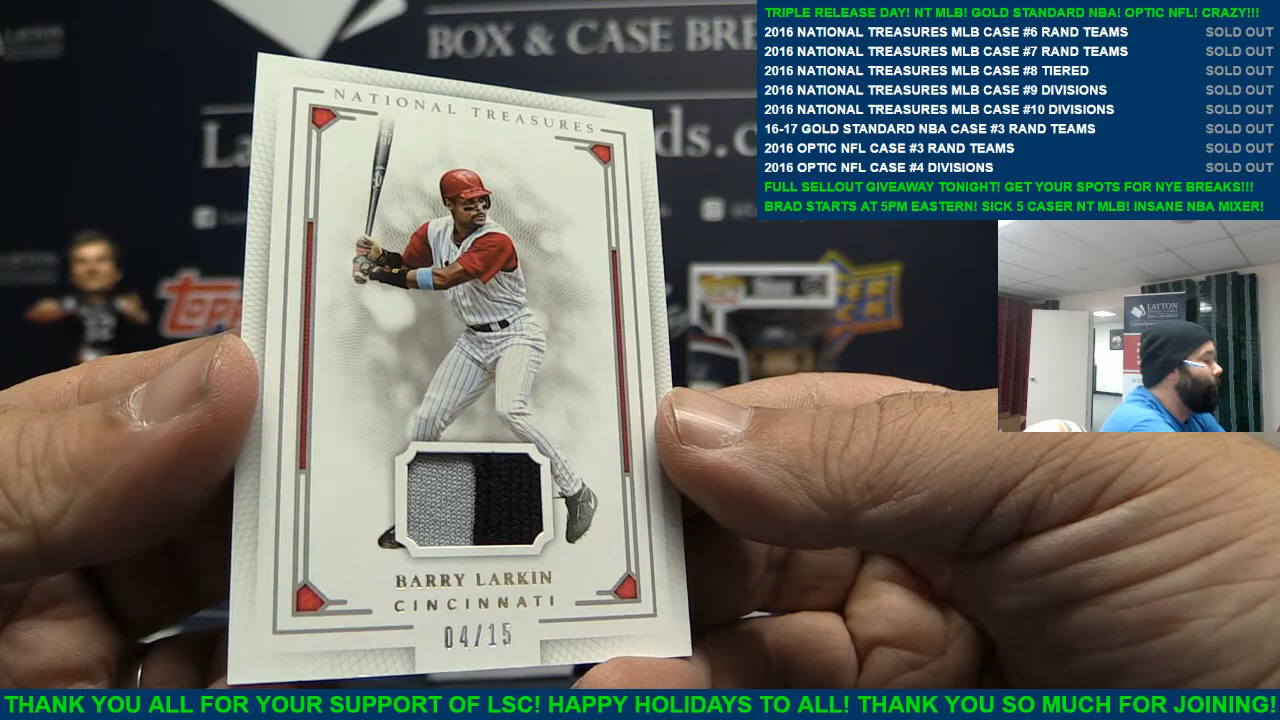 TRIPLE RELEASE DAY! NT MLB! GOLD STANDARD NBA! OPTIC NFL! CRAZY!!!
2016 NATIONAL TREASURES MLB CASE #6 RAND TEAMS SOLD OUT
2016 NATIONAL TREASURES MLB CASE #7 RAND TEAMS SOLD OUT
2016 NATIONAL TREASURES MLB CASE #8 TIERED SOLD OUT
2016 NATIONAL TREASURES MLB CASE #9 DIVISIONS SOLD OUT
2016 NATIONAL TREASURES MLB CASE #10 DIVISIONS SOLD OUT
16-17 GOLD STANDARD NBA CASE #3 RAND TEAMS SOLD OUT
2016 OPTIC NFL CASE #3 RAND TEAMS SOLD OUT
2016 OPTIC NFL CASE #4 DIVISIONS SOLD OUT
FULL SELLOUT GIVEAWAY TONIGHT! GET YOUR SPOTS FOR NYE BREAKS!!!
BRAD STARTS AT 5PM EASTERN! SICK 5 CASER NT MLB! INSANE NBA MIXER!
BOX & CASE BRE
La
ds.c
NATIONAL TREASURES
TOPP
LAYTON
BARRY LARKIN
CINCINNATI
04/15
THANK YOU ALL FOR YOUR SUPPORT OF LSC! HAPPY HOLIDAYS TO ALL! THANK YOU SO MUCH FOR JOINING!